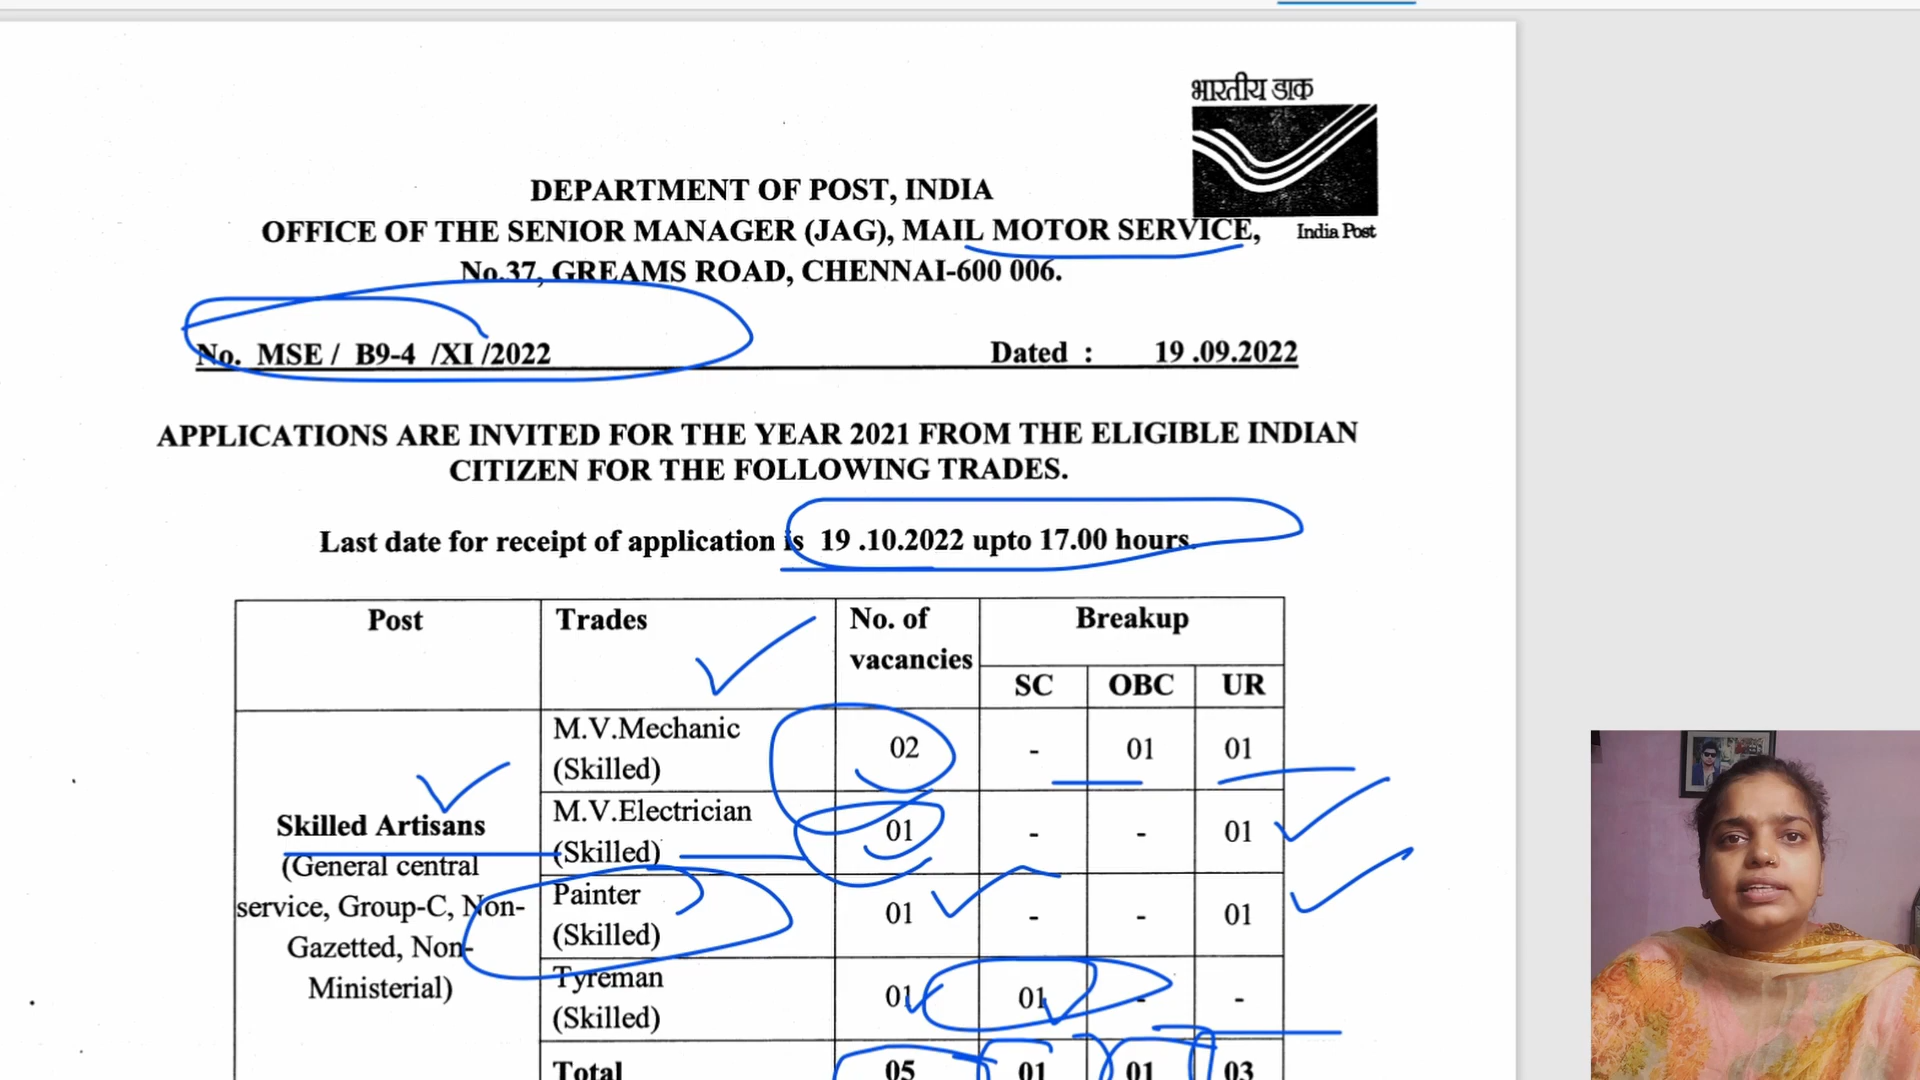 भारतीय डाक
DEPARTMENT OF POST, INDIA
OFFICE OF THE SENIOR MANAGER (JAG), MAIL MOTOR SERVICE,
India Post
No.37, GREAMS ROAD, CHENNAI-600 006.
No. MSE / B9-4 /XI /2022 Dated : 19 .09.2022
APPLICATIONS ARE INVITED FOR THE YEAR 2021 FROM THE ELIGIBLE INDIAN
CITIZEN FOR THE FOLLOWING TRADES.
Last date for receipt of application is 19 .10.2022 upto 17.00 hours.
Post Trades No. of vacancies Breakup
SC OBC UR
Skilled Artisans
(General central
service, Group-C, Non-
Gazetted, Non-
Ministerial)
M.V.Mechanic (Skilled) 02 - 01 01
M.V.Electrician (Skilled) 01 - - 01
Painter (Skilled) 01 - - 01
Tyreman (Skilled) 01 01 - -
Total 05 01 01 03